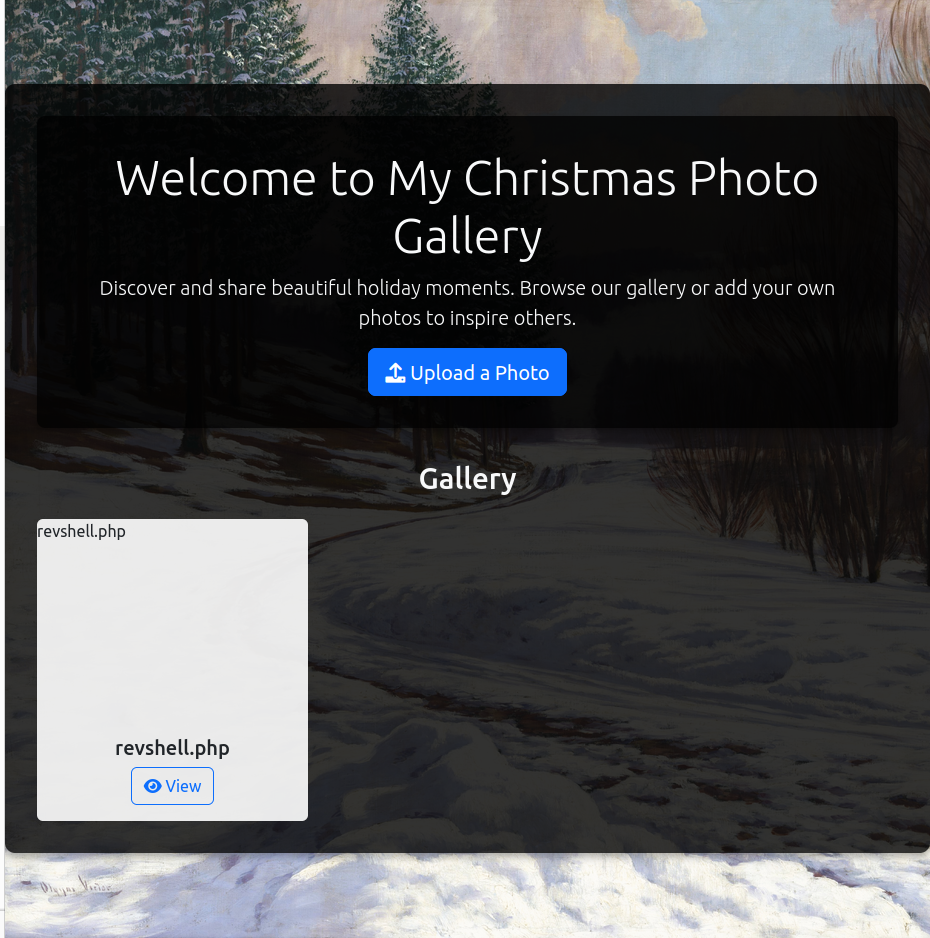 Welcome to My Christmas Photo
Gallery
Discover and share beautiful holiday moments. Browse our gallery or add your own
photos to inspire others.
Upload a Photo
Gallery
revshell.php
revshell.php
View